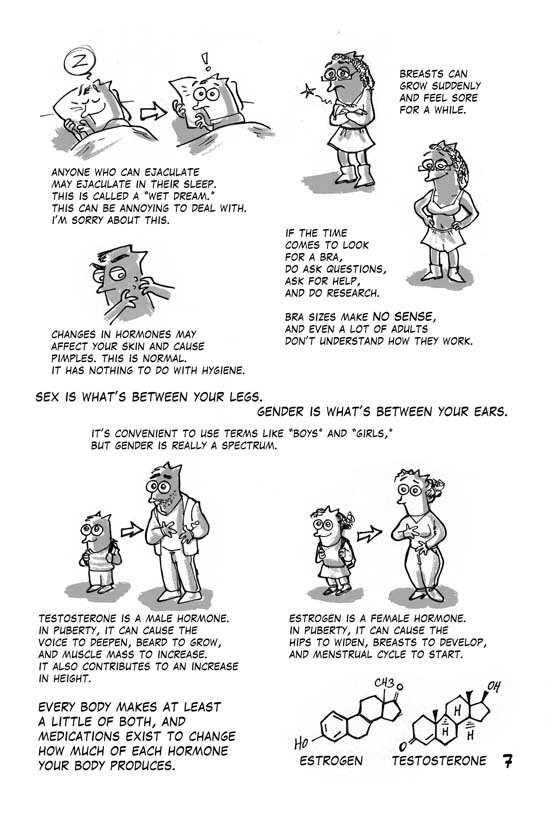 Z
!
BREASTS CAN
GROW SUDDENLY
AND FEEL SORE
FOR A WHILE.
ANYONE WHO CAN EJACULATE
MAY EJACULATE IN THEIR SLEEP.
THIS IS CALLED A "WET DREAM."
THIS CAN BE ANNOYING TO DEAL WITH.
I'M SORRY ABOUT THIS.
IF THE TIME
COMES TO LOOK
FOR A BRA,
DO ASK QUESTIONS,
ASK FOR HELP,
AND DO RESEARCH.
BRA SIZES MAKE NO SENSE,
AND EVEN A LOT OF ADULTS
DON'T UNDERSTAND HOW THEY WORK.
CHANGES IN HORMONES MAY
AFFECT YOUR SKIN AND CAUSE
PIMPLES. THIS IS NORMAL.
IT HAS NOTHING TO DO WITH HYGIENE.
SEX IS WHAT'S BETWEEN YOUR LEGS.
GENDER IS WHAT'S BETWEEN YOUR EARS.
IT'S CONVENIENT TO USE TERMS LIKE "BOYS" AND "GIRLS,"
BUT GENDER IS REALLY A SPECTRUM.
TESTOSTERONE IS A MALE HORMONE.
IN PUBERTY, IT CAN CAUSE THE
VOICE TO DEEPEN, BEARD TO GROW,
AND MUSCLE MASS TO INCREASE.
IT ALSO CONTRIBUTES TO AN INCREASE
IN HEIGHT.
ESTROGEN IS A FEMALE HORMONE.
IN PUBERTY, IT CAN CAUSE THE
HIPS TO WIDEN, BREASTS TO DEVELOP,
AND MENSTRUAL CYCLE TO START.
EVERY BODY MAKES AT LEAST
A LITTLE OF BOTH, AND
MEDICATIONS EXIST TO CHANGE
HOW MUCH OF EACH HORMONE
YOUR BODY PRODUCES.
CH3 O
HO
ESTROGEN
OH
H
H H
O
TESTOSTERONE
7